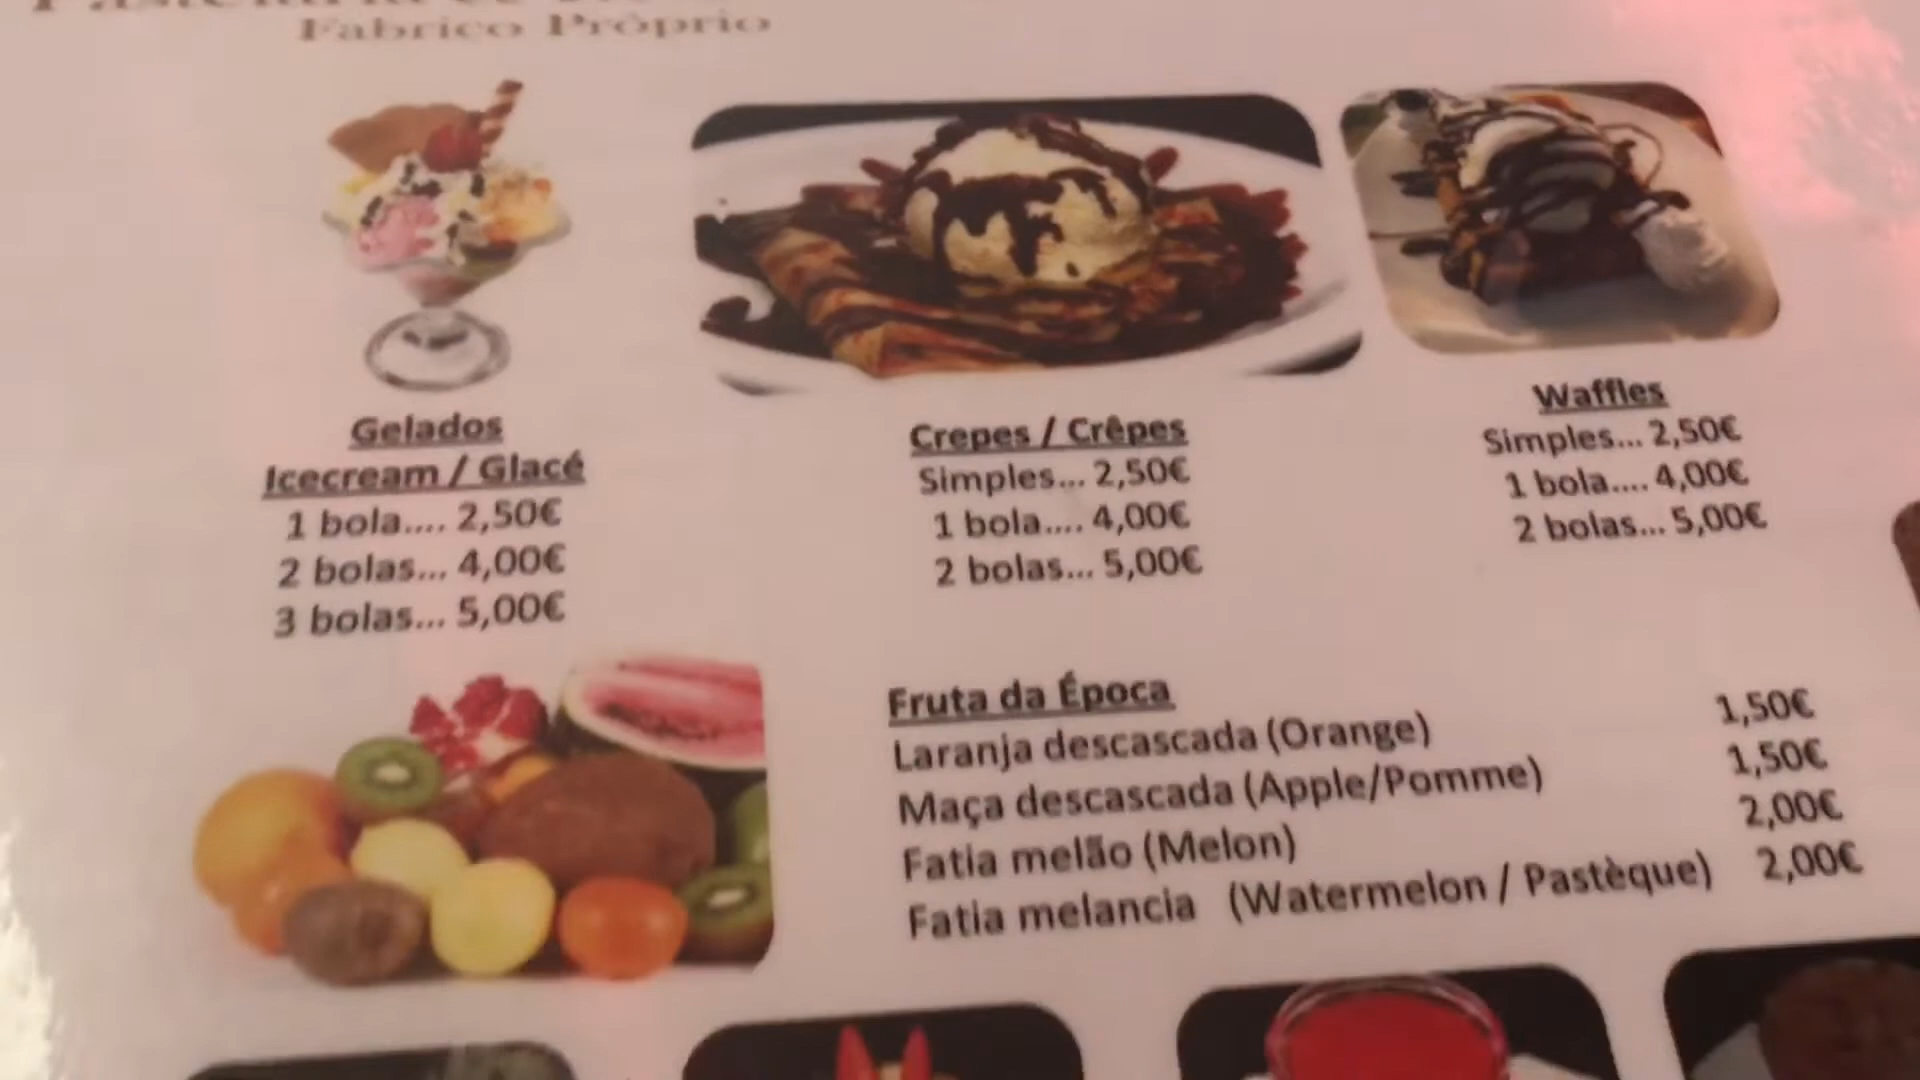 Fabrico Próprio
Gelados
Icecream / Glacé
1 bola.... 2,50€
2 bolas... 4,00€
3 bolas... 5,00€
Crepes / Crêpes
Simples... 2,50€
1 bola.... 4,00€
2 bolas... 5,00€
Waffles
Simples... 2,50€
1 bola.... 4,00€
2 bolas... 5,00€
Fruta da Época
Laranja descascada (Orange) 1,50€
Maça descascada (Apple/Pomme) 1,50€
Fatia melão (Melon) 2,00€
Fatia melancia (Watermelon / Pastèque) 2,00€